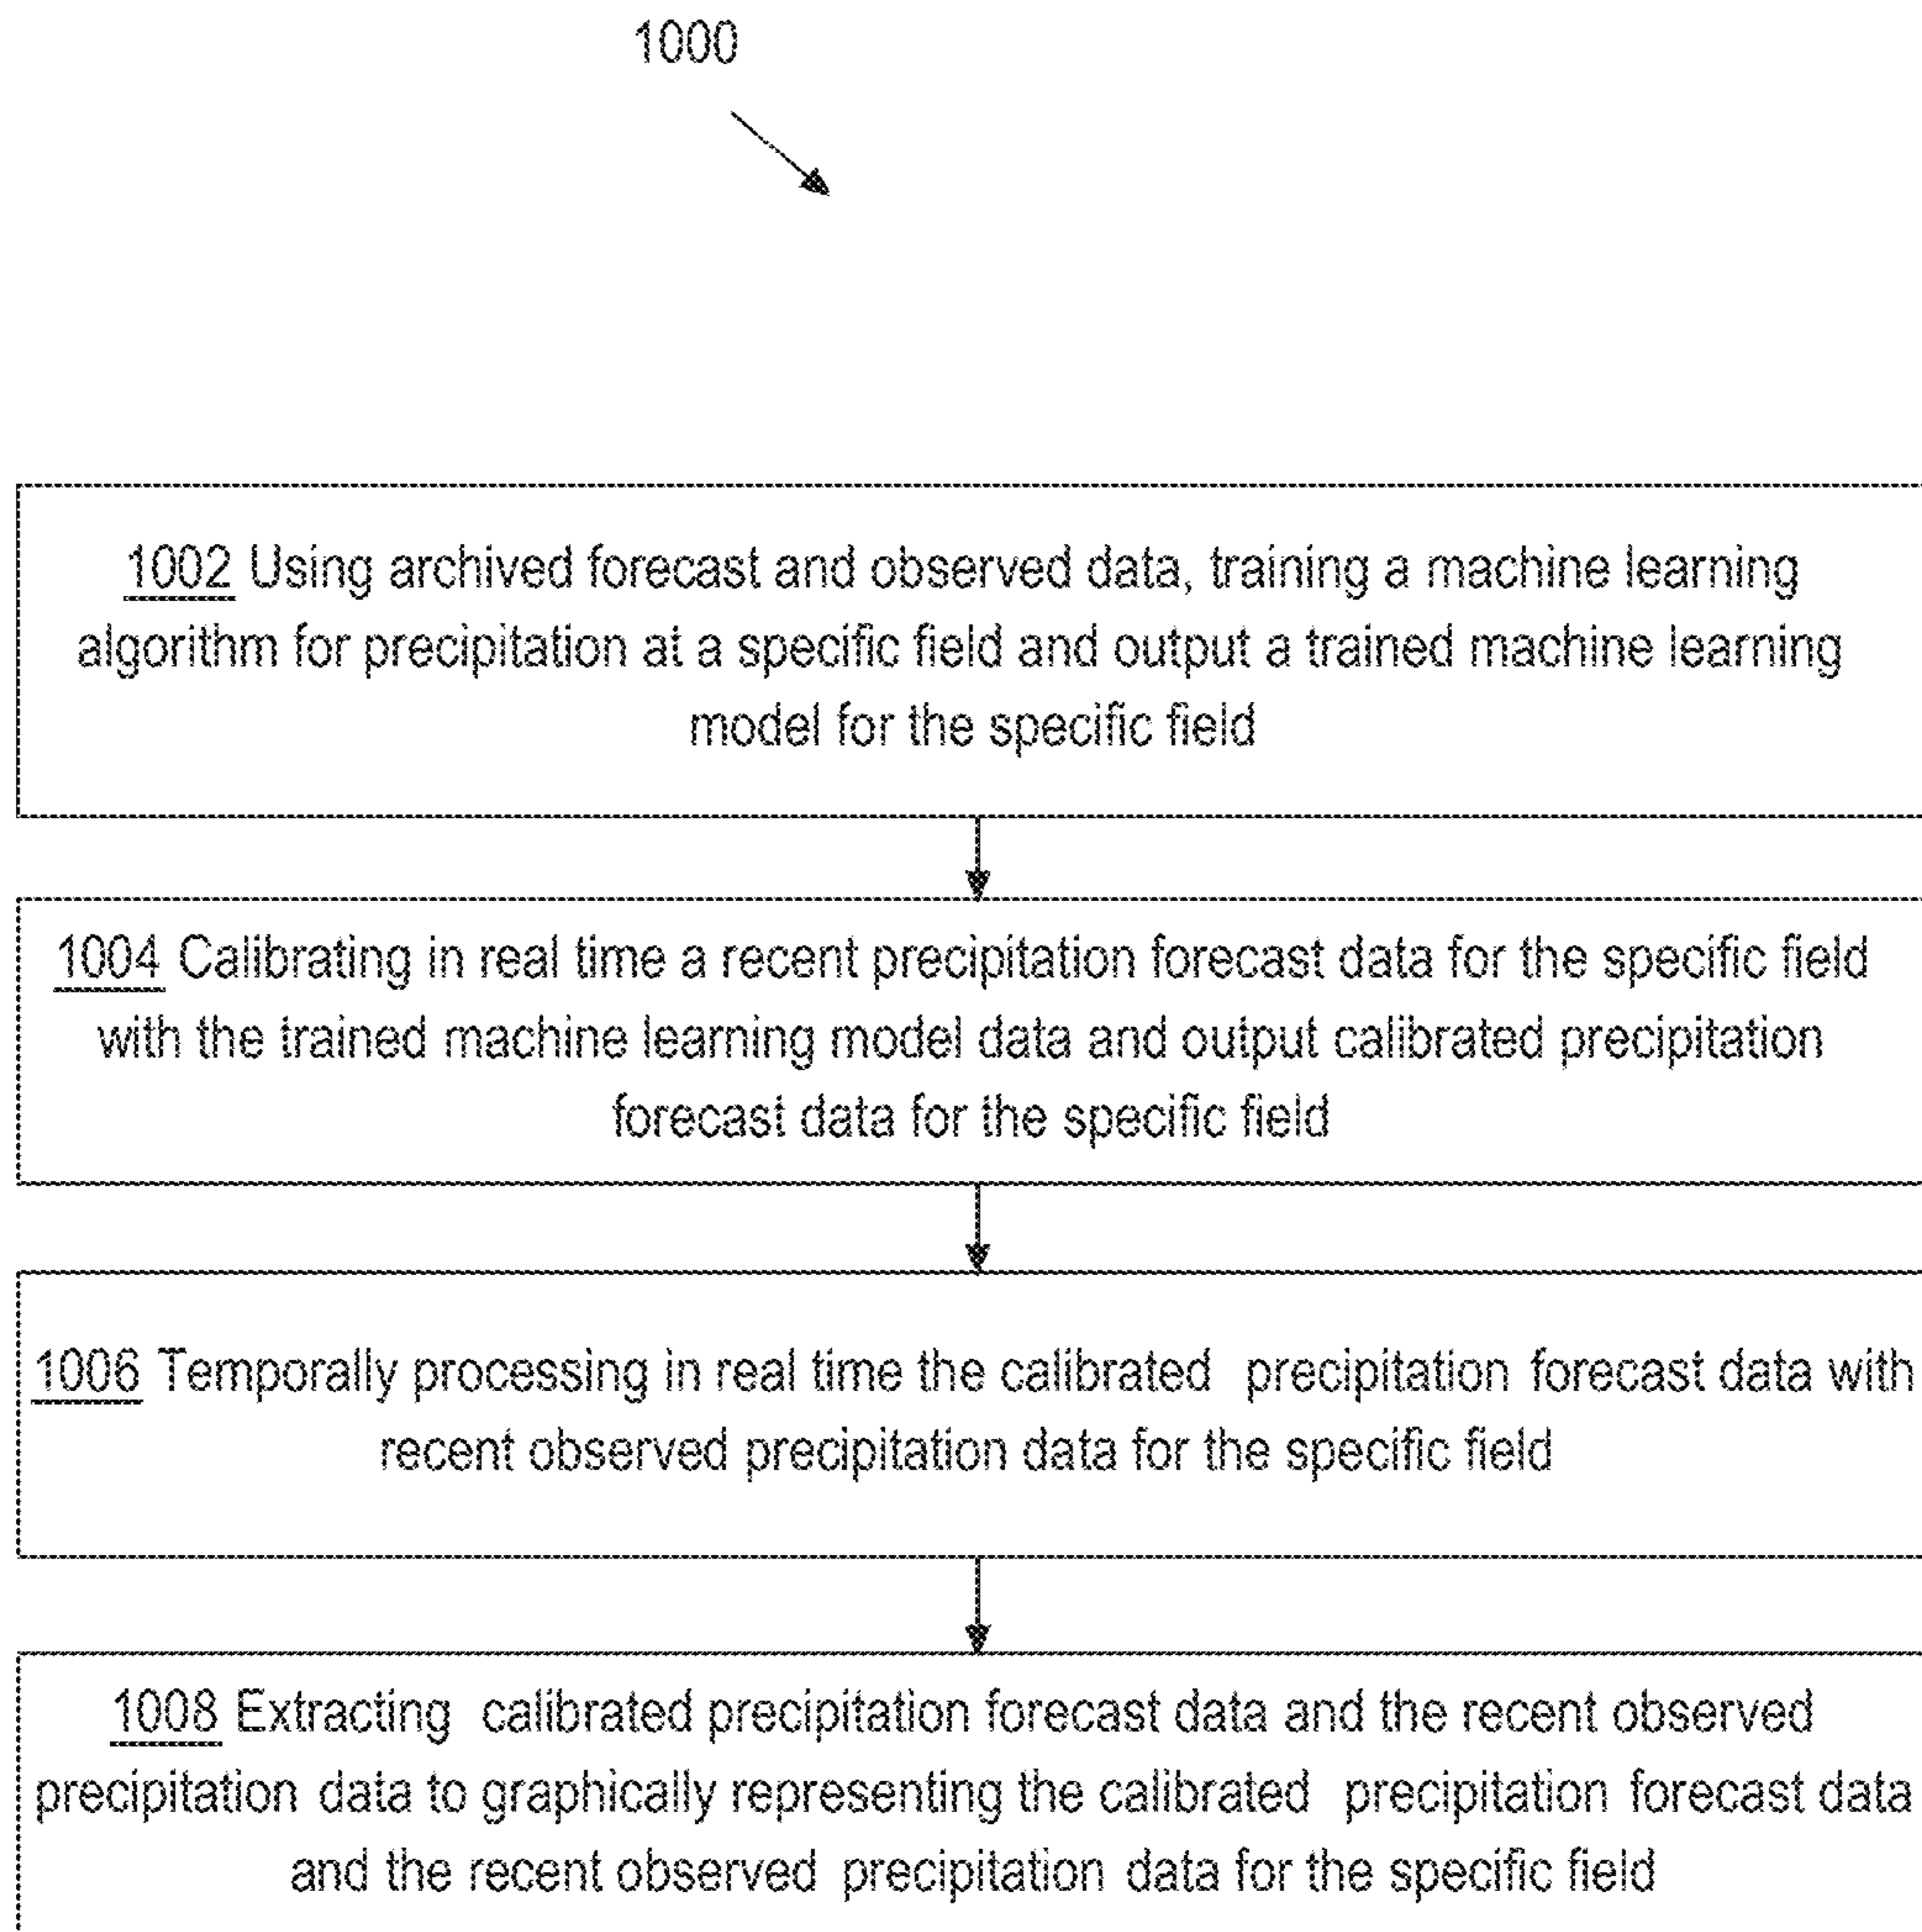 1000
1002 Using archived forecast and observed data, training a machine learning
algorithm for precipitation at a specific field and output a trained machine learning
model for the specific field
1004 Calibrating in real time a recent precipitation forecast data for the specific field
with the trained machine learning model data and output calibrated precipitation
forecast data for the specific field
1006 Temporally processing in real time the calibrated precipitation forecast data with
recent observed precipitation data for the specific field
1008 Extracting calibrated precipitation forecast data and the recent observed
precipitation data to graphically representing the calibrated precipitation forecast data
and the recent observed precipitation data for the specific field